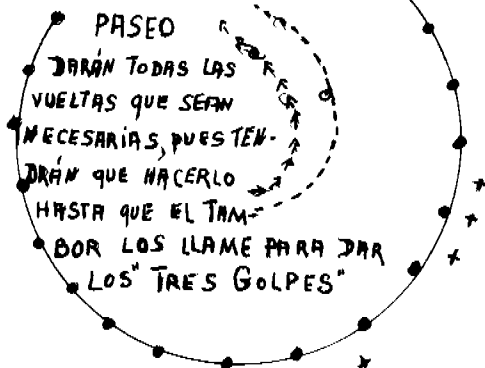 PASEO
DARÁN TODAS LAS
VUELTAS QUE SEAN
NECESARIAS, PUES TEN-
DRÁN QUE HACERLO
HASTA QUE EL TAM-
BOR LOS LLAME PARA DAR
LOS "TRES GOLPES"